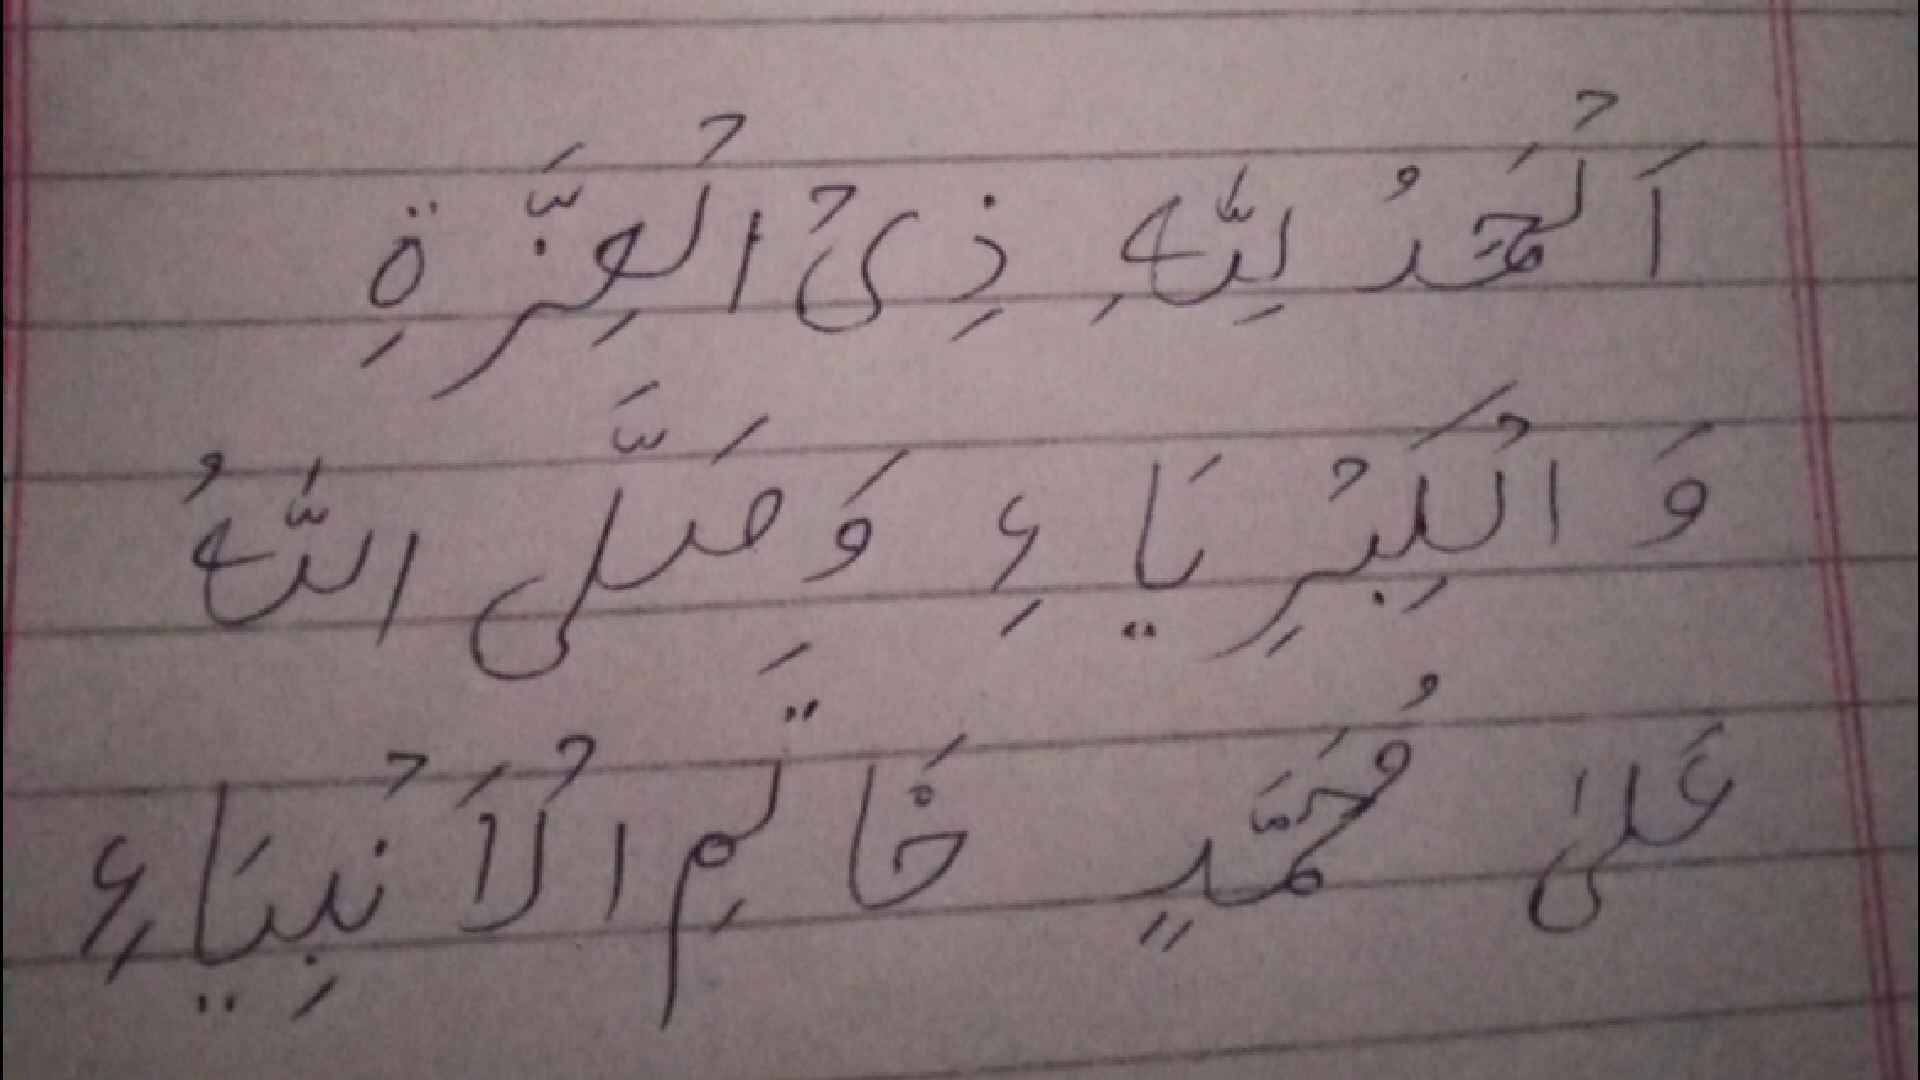 اَلْحَمْدُ لِلّٰهِ ذِیْ الْعِزَّةِ
وَ الْكِبْرِيَاءِ وَصَلَّى اللّٰهُ
عَلٰى مُحَمَّدٍ خَاتَمِ الْاَنْبِيَاءِ